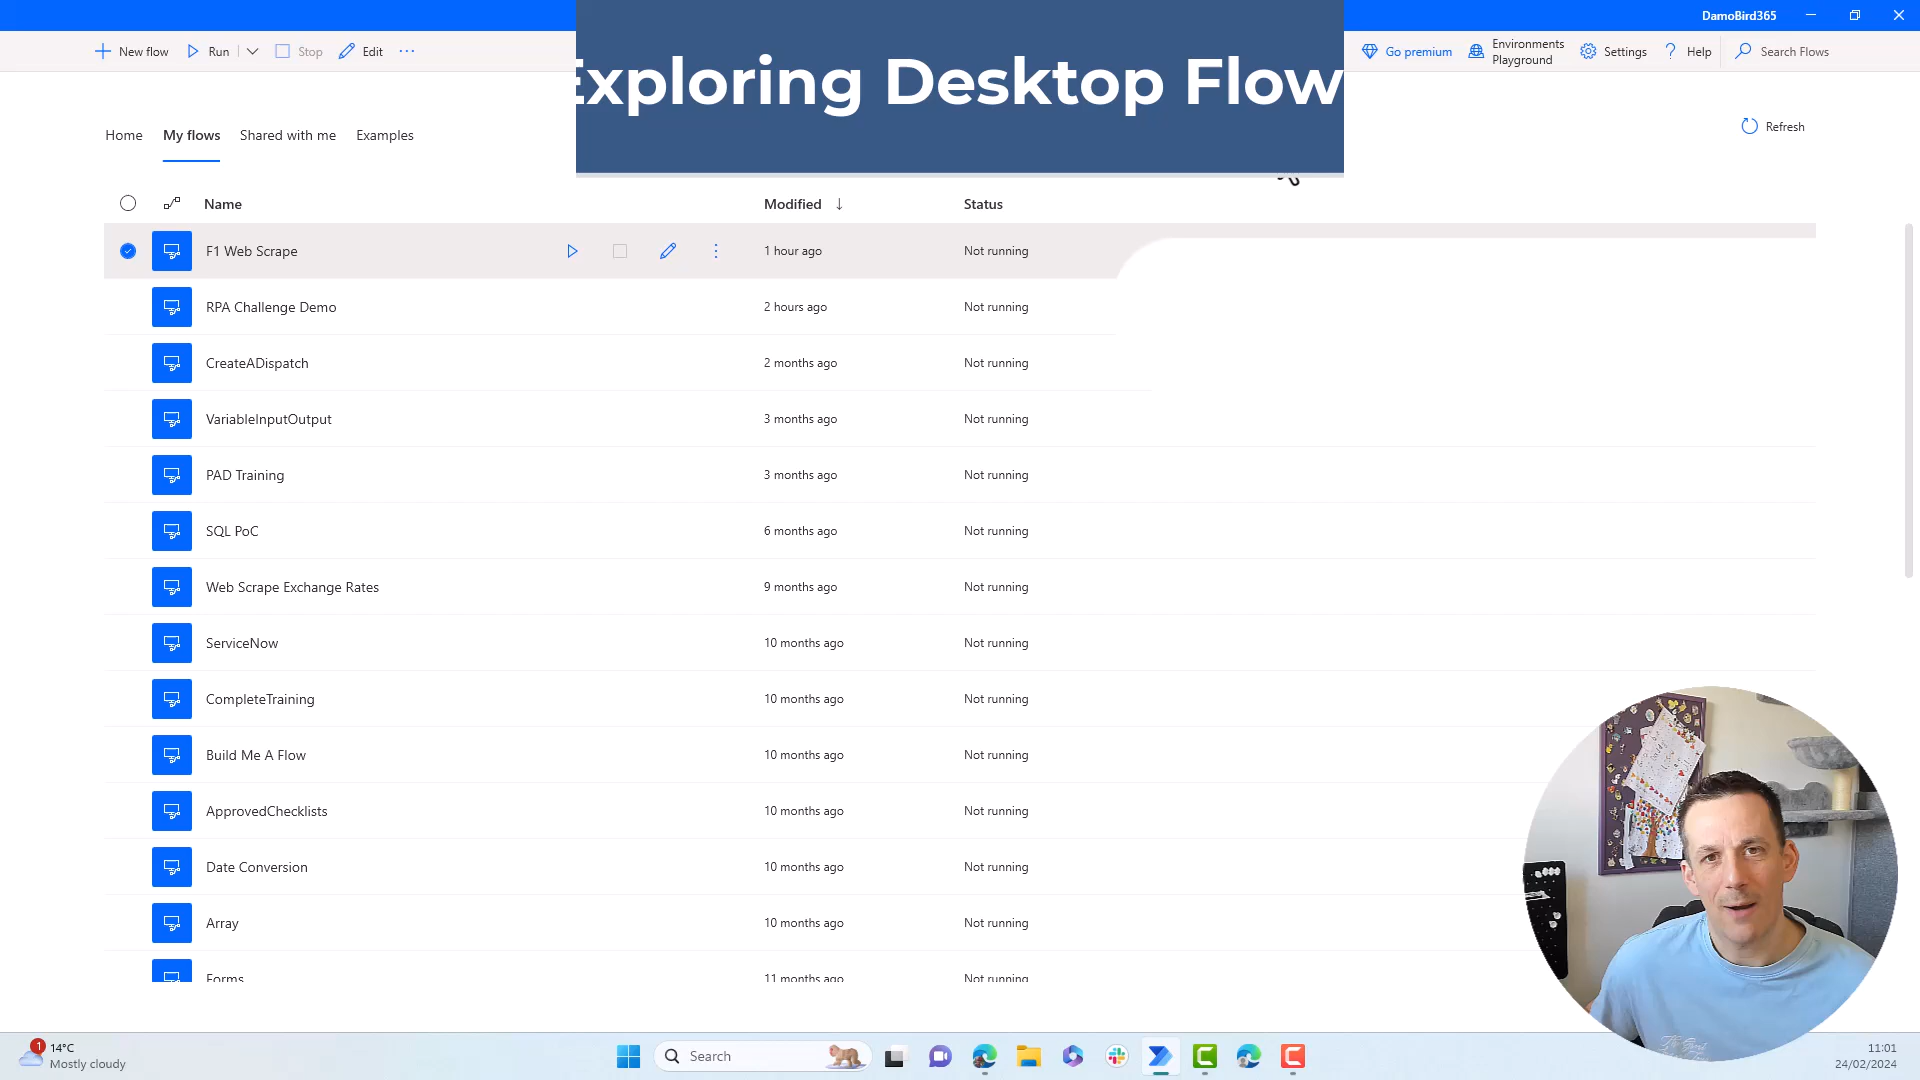 DamoBird365
New flow
Run
Stop
Edit
Exploring Desktop Flow
Go premium
Environments
Playground
Settings
Help
Search Flows
Home
My flows
Shared with me
Examples
Refresh
Name
Modified
Status
F1 Web Scrape
1 hour ago
Not running
RPA Challenge Demo
2 hours ago
Not running
CreateADispatch
2 months ago
Not running
VariableInputOutput
3 months ago
Not running
PAD Training
3 months ago
Not running
SQL PoC
6 months ago
Not running
Web Scrape Exchange Rates
9 months ago
Not running
ServiceNow
10 months ago
Not running
CompleteTraining
10 months ago
Not running
Build Me A Flow
10 months ago
Not running
ApprovedChecklists
10 months ago
Not running
Date Conversion
10 months ago
Not running
Array
10 months ago
Not running
Forms
11 months ago
Not running
1
14°C
Mostly cloudy
Search
11:01
24/02/2024